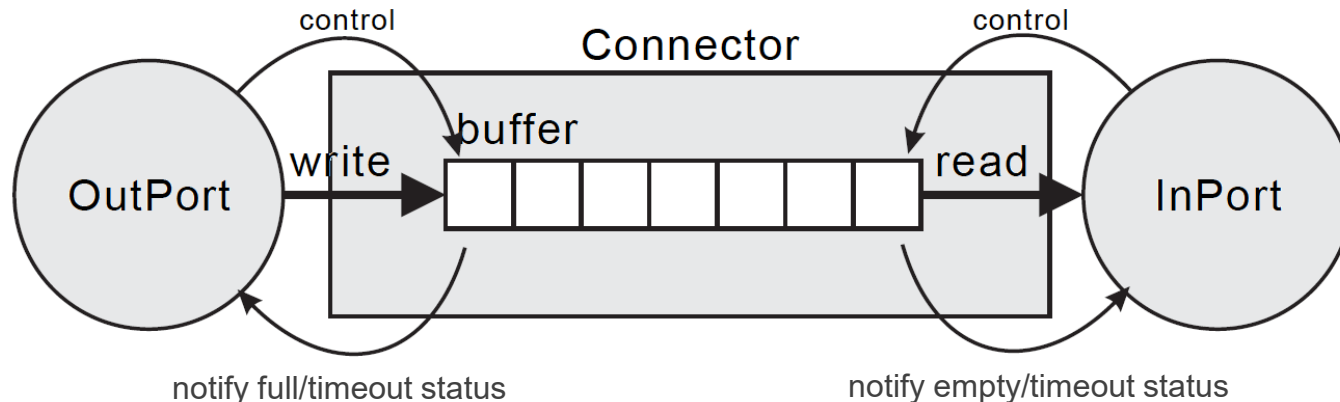 control
control
Connector
buffer
write
read
OutPort
InPort
notify full/timeout status
notify empty/timeout status